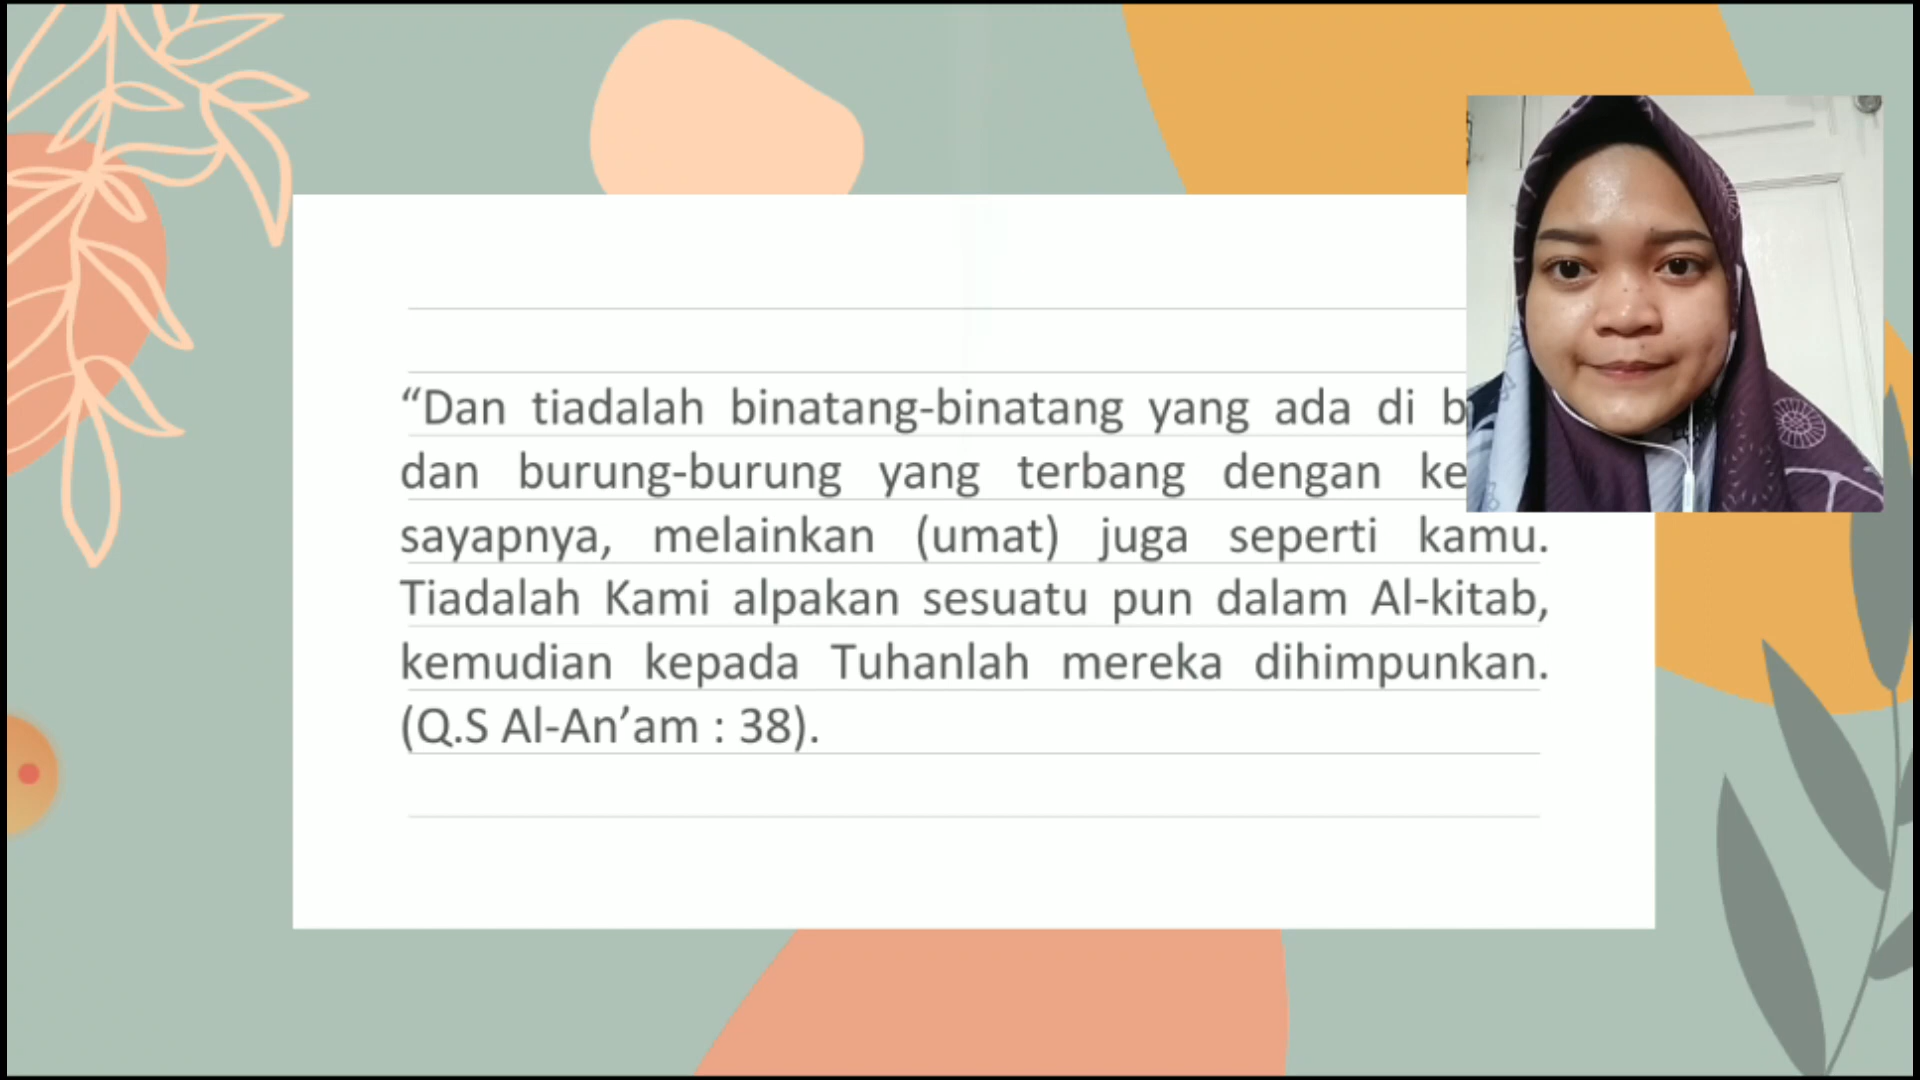 “Dan tiadalah binatang-binatang yang ada di
dan burung-burung yang terbang dengan
sayapnya, melainkan (umat) juga seperti kamu.
Tiadalah Kami alpakan sesuatu pun dalam Al-kitab,
kemudian kepada Tuhanlah mereka dihimpunkan.
(Q.S Al-An’am : 38).